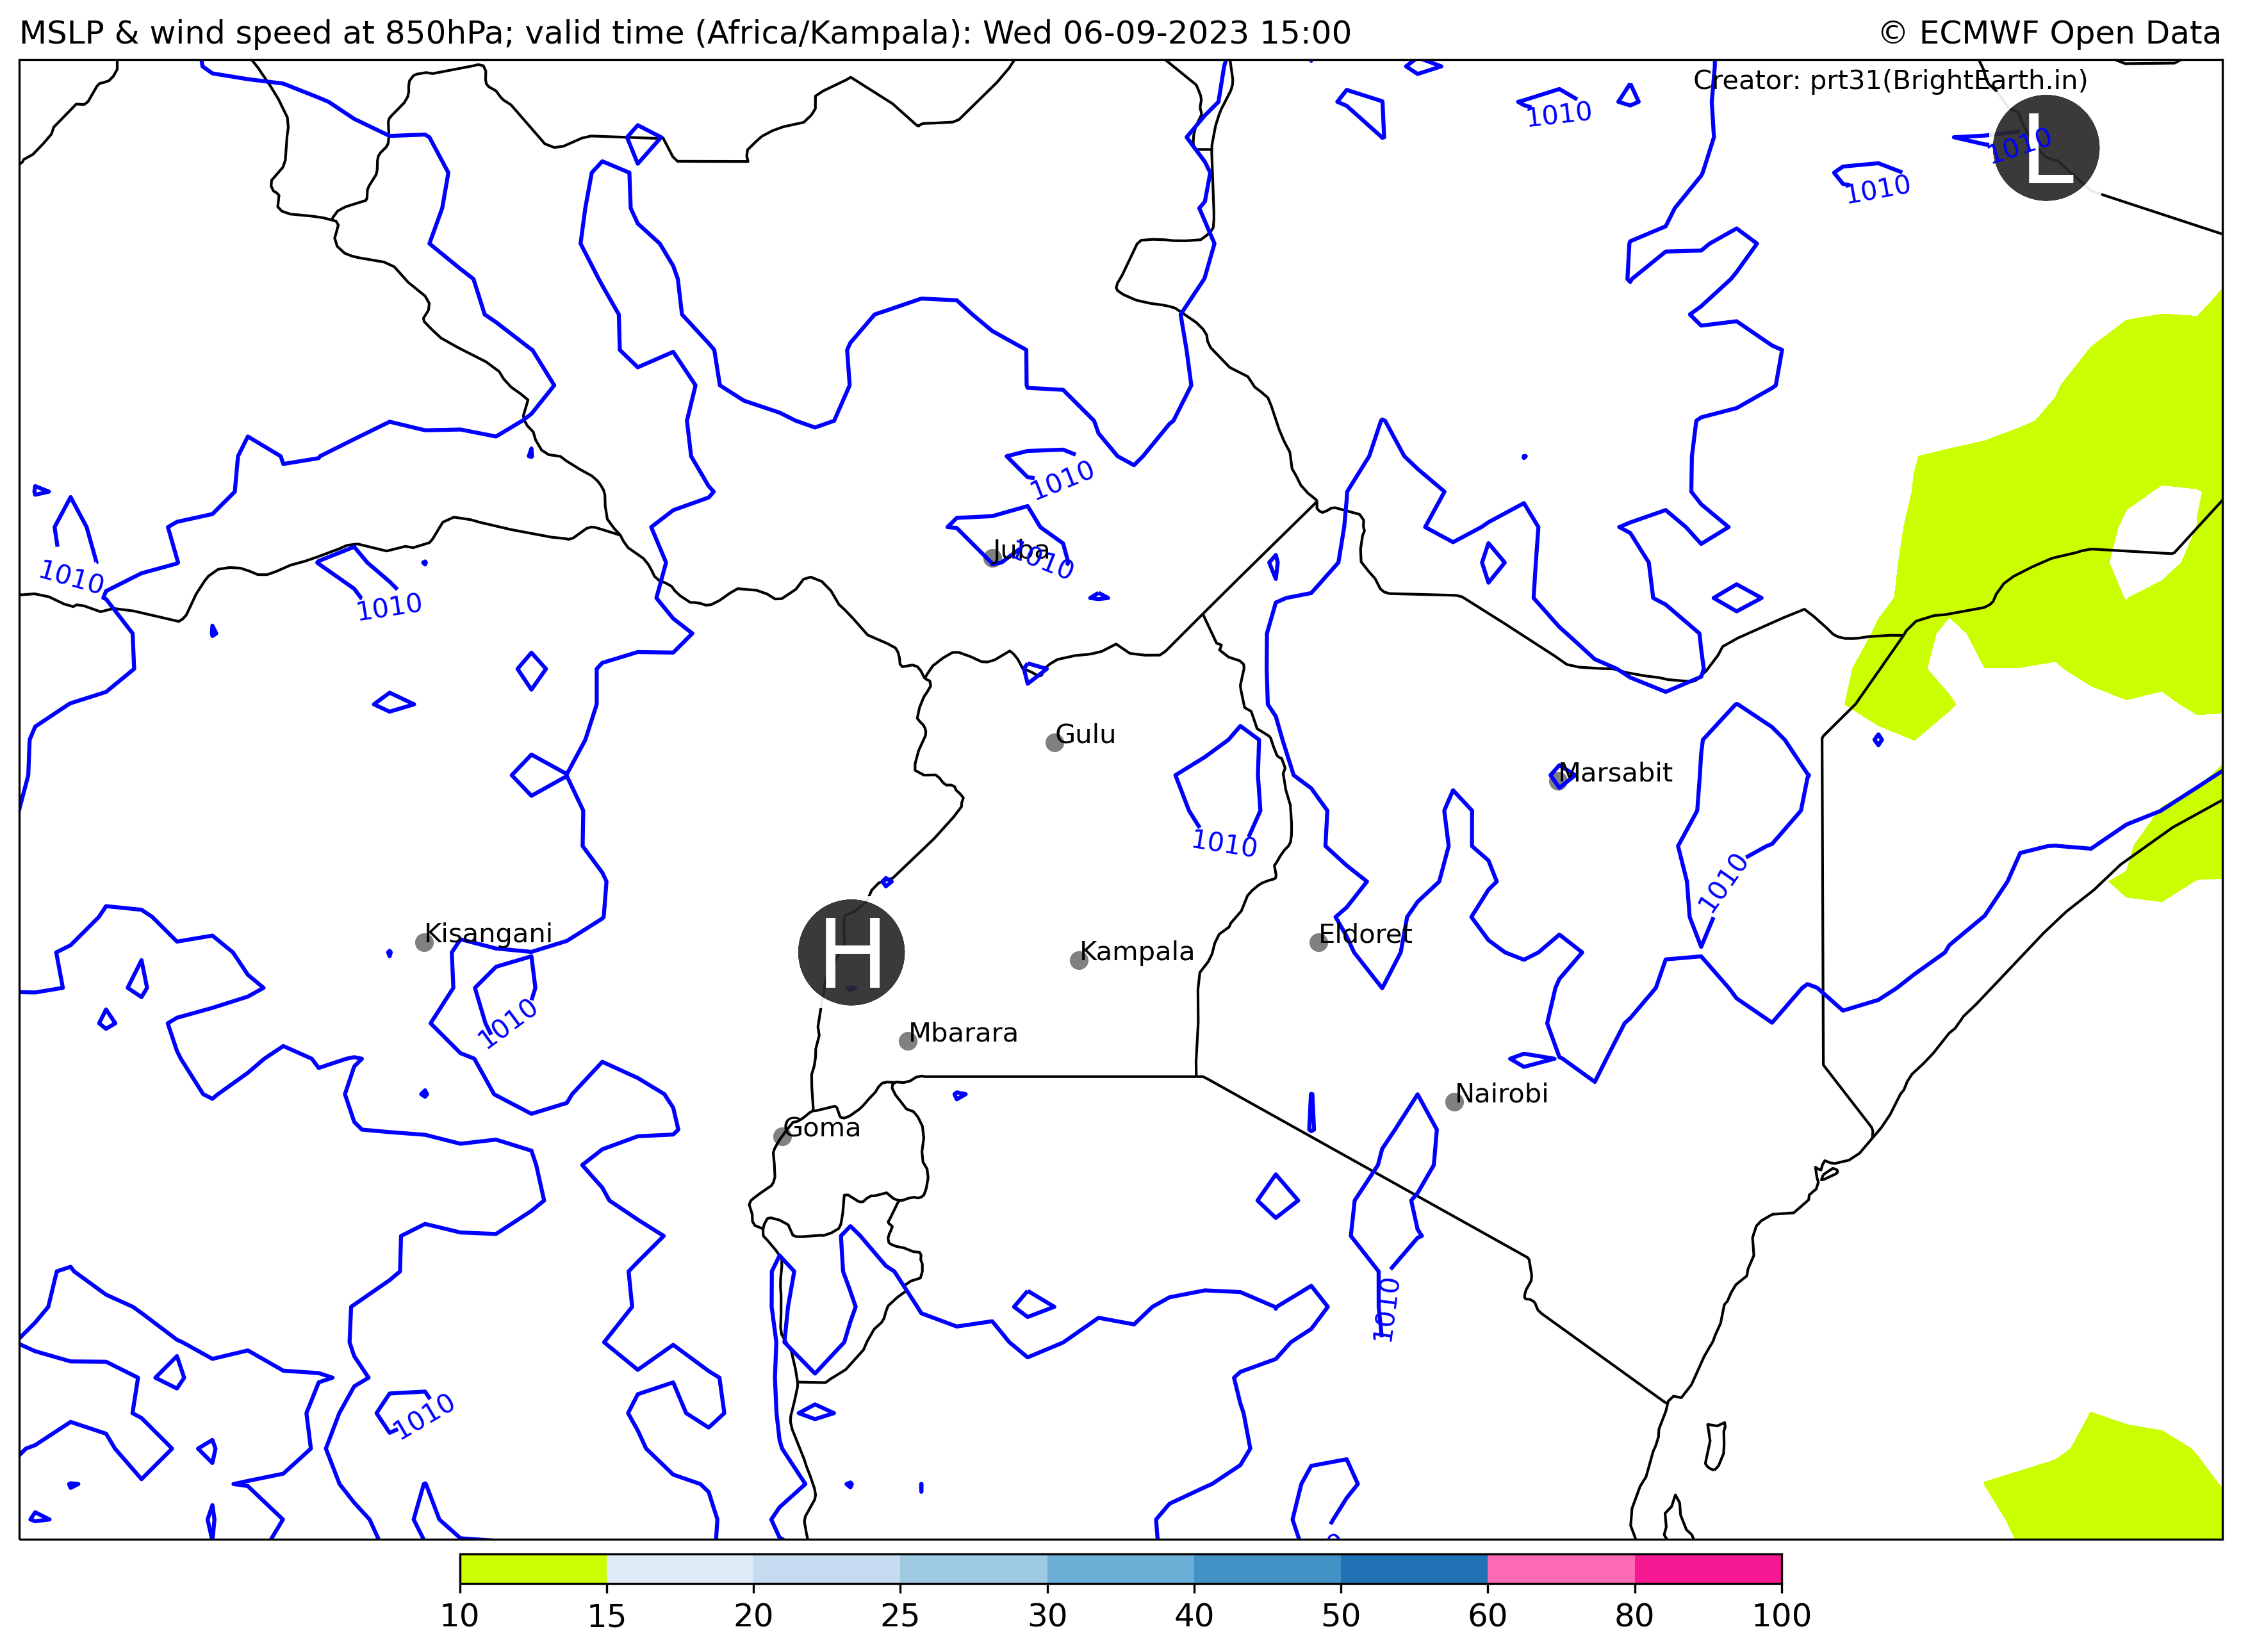 MSLP & wind speed at 850hPa; valid time (Africa/Kampala): Wed 06-09-2023 15:00
© ECMWF Open Data
Creator: prt31(BrightEarth.in)
1010
L
1010
1010
1010
Juba
1010
1010
1010
Gulu
Marsabit
1010
1010
Kisangani
Eldoret
H
Kampala
1010
Mbarara
Nairobi
Goma
1010
1010
10 15 20 25 30 40 50 60 80 100